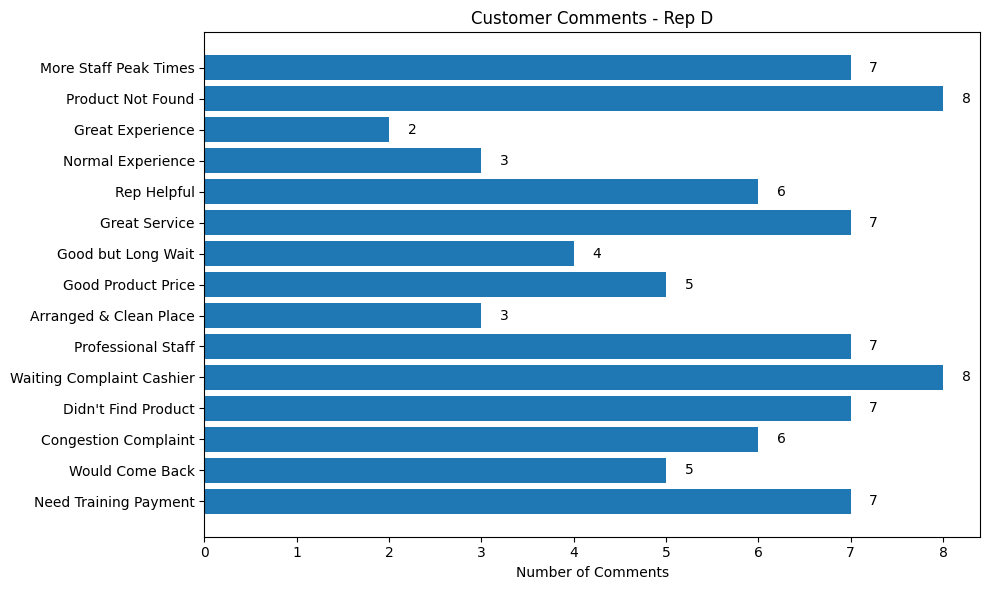 Customer Comments - Rep D
More Staff Peak Times 7
Product Not Found 8
Great Experience 2
Normal Experience 3
Rep Helpful 6
Great Service 7
Good but Long Wait 4
Good Product Price 5
Arranged & Clean Place 3
Professional Staff 7
Waiting Complaint Cashier 8
Didn't Find Product 7
Congestion Complaint 6
Would Come Back 5
Need Training Payment 7
0 1 2 3 4 5 6 7 8
Number of Comments